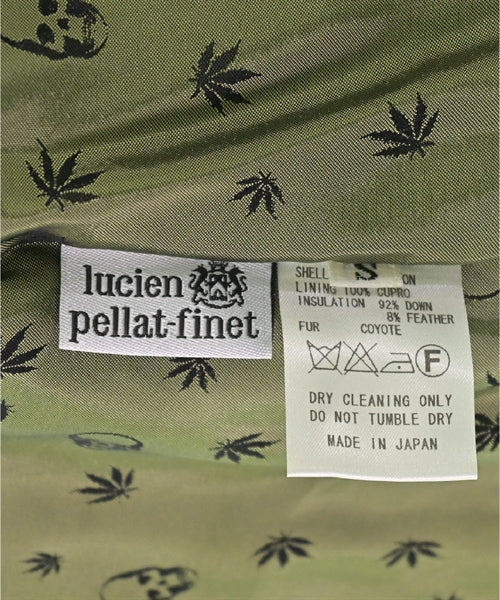 lucien
pellat-finet
S
SHELL ON
LINING 100% CUPRO
INSULATION 92% DOWN
8% FEATHER
FUR COYOTE
F
DRY CLEANING ONLY
DO NOT TUMBLE DRY
MADE IN JAPAN